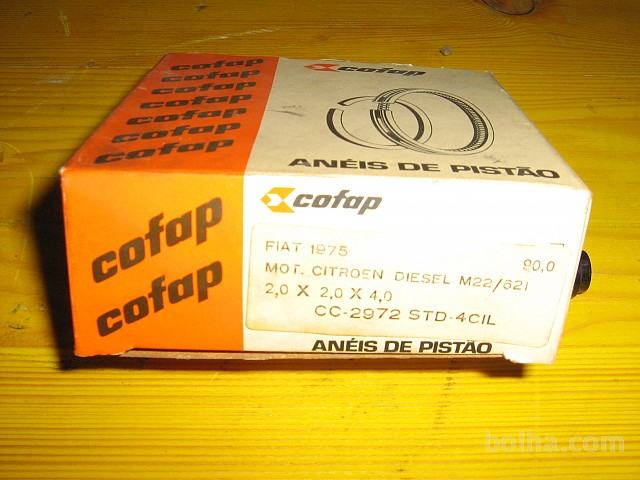 cofap
cofap
cofap
cofap
cofap
cofap
cofap
cofap
ANÉIS DE PISTÃO
cofap
cofap
cofap
FIAT 1975 90,0
MOT. CITROEN DIESEL M22/621
2,0 X 2,0 X 4,0
CC-2972 STD-4CIL
ANÉIS DE PISTÃO
bolha.com